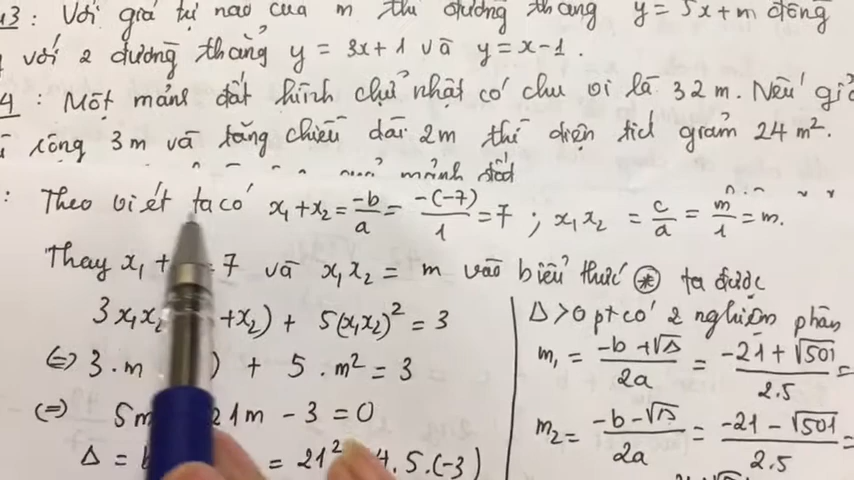 13 : Với giá trị nào của m thì đường thẳng y = 5x + m đồng
với 2 đường thẳng y = 3x + 1 và y = x - 1.
4 : Một mảnh đất hình chữ nhật có chu vi là 32 m. Nếu giả
rộng 3 m và tăng chiều dài 2m thì diện tích giảm 24 m².
mảnh đất
: Theo viét ta có x₁ + x₂ = -b/a = -(-7)/1 = 7 ; x₁x₂ = c/a = m/1 = m.
Thay x₁ + = 7 và x₁x₂ = m vào biểu thức ⊛ ta được
3x₁x₂ +x₂) + 5(x₁x₂)² = 3
(=) 3.m ) + 5.m² = 3
(=) 5m 21m - 3 = 0
Δ = b = 21² 4.5.(-3)
Δ > 0 pt có 2 nghiệm phân
m₁ = (-b + √Δ)/2a = (-21 + √501)/2.5 =
m₂ = (-b - √Δ)/2a = (-21 - √501)/2.5 =